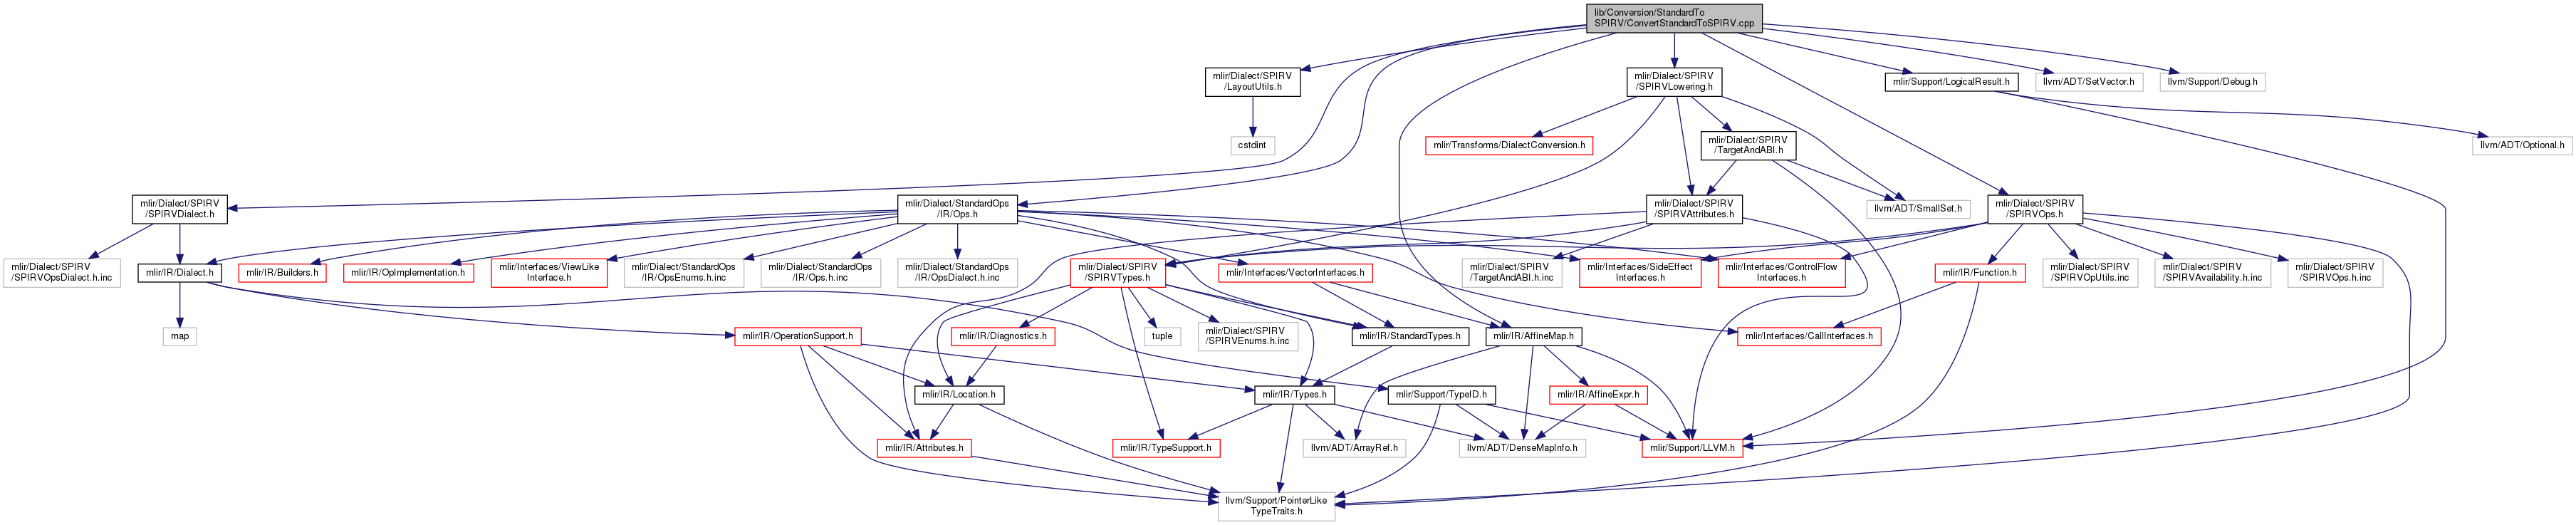 lib/Conversion/StandardTo
SPIRV/ConvertStandardToSPIRV.cpp
mlir/Dialect/SPIRV
/LayoutUtils.h
mlir/Dialect/SPIRV
/SPIRVLowering.h
mlir/Support/LogicalResult.h
llvm/ADT/SetVector.h
llvm/Support/Debug.h
cstdint
mlir/Transforms/DialectConversion.h
mlir/Dialect/SPIRV
/TargetAndABI.h
llvm/ADT/Optional.h
mlir/Dialect/SPIRV
/SPIRVDialect.h
mlir/Dialect/StandardOps
/IR/Ops.h
mlir/Dialect/SPIRV
/SPIRVAttributes.h
llvm/ADT/SmallSet.h
mlir/Dialect/SPIRV
/SPIRVOps.h
mlir/Dialect/SPIRV
/SPIRVOpsDialect.h.inc
mlir/IR/Dialect.h
mlir/IR/Builders.h
mlir/IR/OpImplementation.h
mlir/Interfaces/ViewLike
Interface.h
mlir/Dialect/StandardOps
/IR/OpsEnums.h.inc
mlir/Dialect/StandardOps
/IR/Ops.h.inc
mlir/Dialect/StandardOps
/IR/OpsDialect.h.inc
mlir/Dialect/SPIRV
/SPIRVTypes.h
mlir/Interfaces/VectorInterfaces.h
mlir/Dialect/SPIRV
/TargetAndABI.h.inc
mlir/Interfaces/SideEffect
Interfaces.h
mlir/Interfaces/ControlFlow
Interfaces.h
mlir/IR/Function.h
mlir/Dialect/SPIRV
/SPIRVOpUtils.inc
mlir/Dialect/SPIRV
/SPIRVAvailability.h.inc
mlir/Dialect/SPIRV
/SPIRVOps.h.inc
map
mlir/IR/OperationSupport.h
mlir/IR/Diagnostics.h
tuple
mlir/Dialect/SPIRV
/SPIRVEnums.h.inc
mlir/IR/StandardTypes.h
mlir/IR/AffineMap.h
mlir/Interfaces/CallInterfaces.h
mlir/IR/Location.h
mlir/IR/Types.h
mlir/Support/TypeID.h
mlir/IR/AffineExpr.h
mlir/IR/Attributes.h
mlir/IR/TypeSupport.h
llvm/ADT/ArrayRef.h
llvm/ADT/DenseMapInfo.h
mlir/Support/LLVM.h
llvm/Support/PointerLike
TypeTraits.h